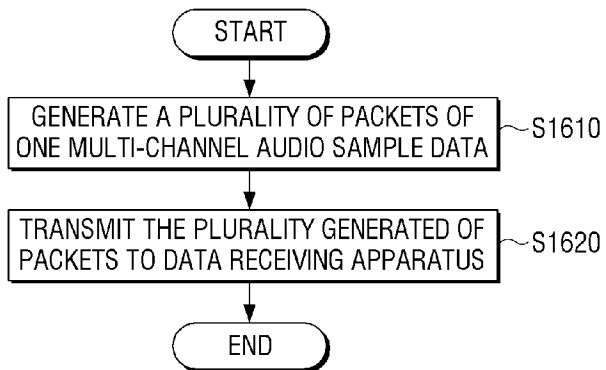 START
GENERATE A PLURALITY OF PACKETS OF
ONE MULTI-CHANNEL AUDIO SAMPLE DATA
S1610
TRANSMIT THE PLURALITY GENERATED OF
PACKETS TO DATA RECEIVING APPARATUS
S1620
END